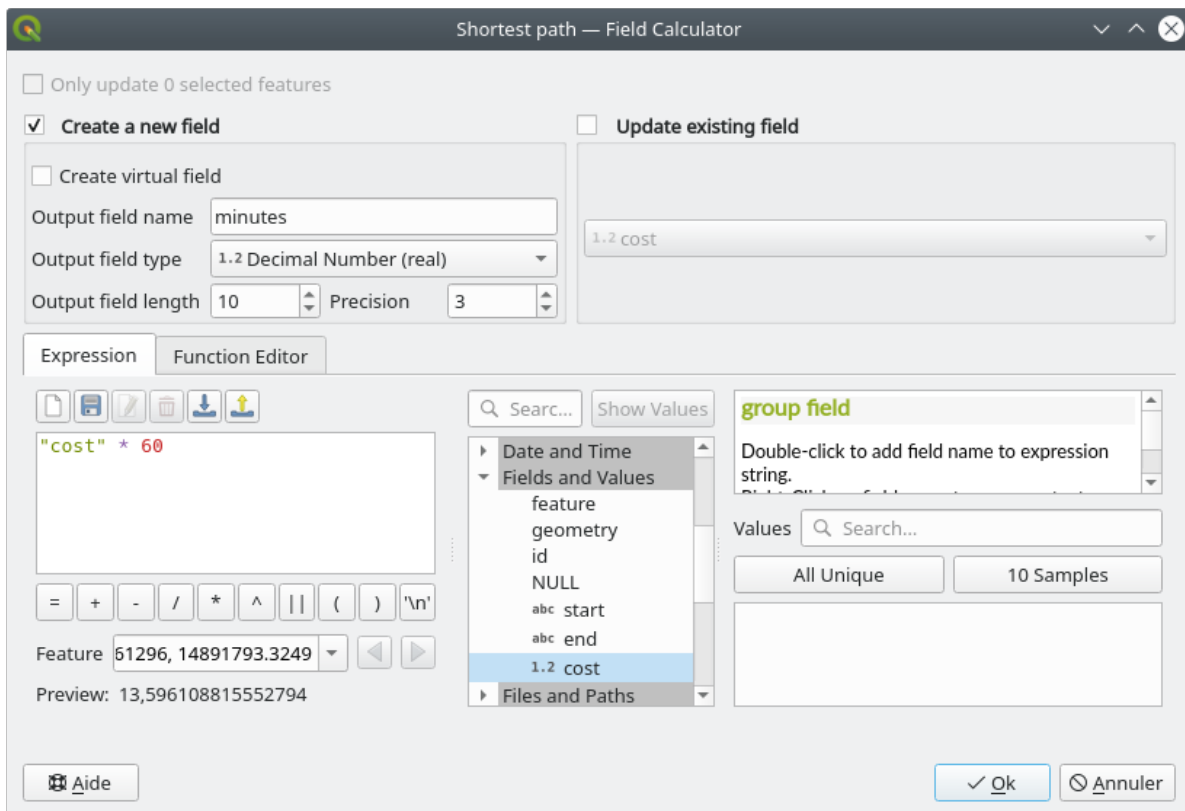 Shortest path — Field Calculator
Only update 0 selected features
Create a new field
Update existing field
Create virtual field
Output field name minutes
1.2 cost
Output field type 1.2 Decimal Number (real)
Output field length 10 Precision 3
Expression Function Editor
Searc... Show Values
group field
"cost" * 60
Date and Time
Double-click to add field name to expression
string.
Fields and Values
feature
geometry
id
NULL
abc start
abc end
1.2 cost
Files and Paths
Values Search...
All Unique 10 Samples
= + - / * ^ || ( ) '\n'
Feature 61296, 14891793.3249
Preview: 13,596108815552794
Aide Ok Annuler